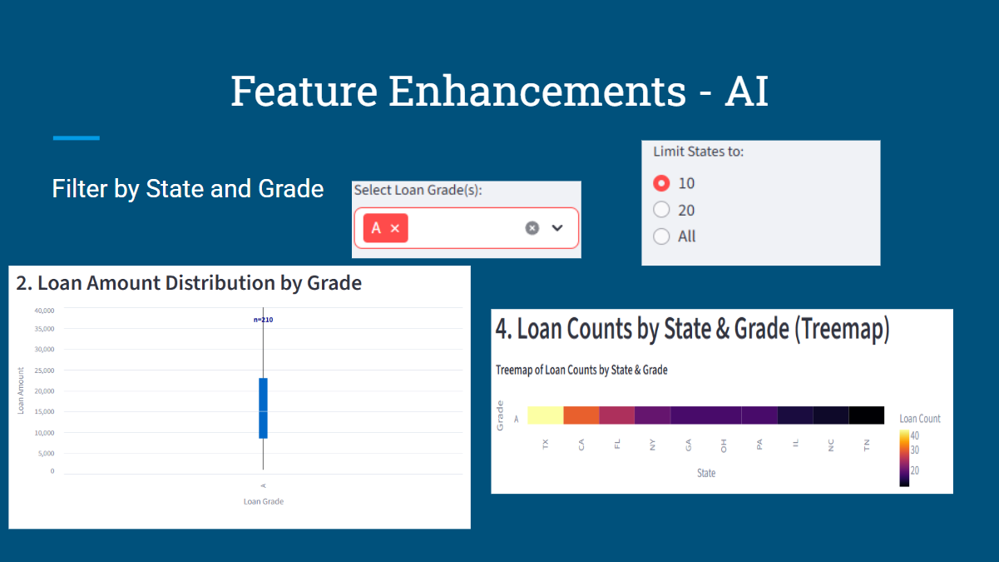 Feature Enhancements - AI
Filter by State and Grade
Select Loan Grade(s):
A ×
Limit States to:
10
20
All
2. Loan Amount Distribution by Grade
40,000
35,000
30,000
25,000
20,000
15,000
10,000
5,000
0
Loan Amount
n=210
A
Loan Grade
4. Loan Counts by State & Grade (Treemap)
Treemap of Loan Counts by State & Grade
Grade
A
TX CA FL NY GA OH PA IL NC TN
State
Loan Count
40
30
20